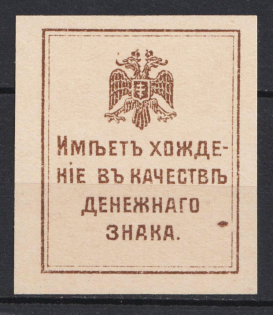 Имѣетъ хожде-
ніе въ качествѣ
денежнаго
знака.